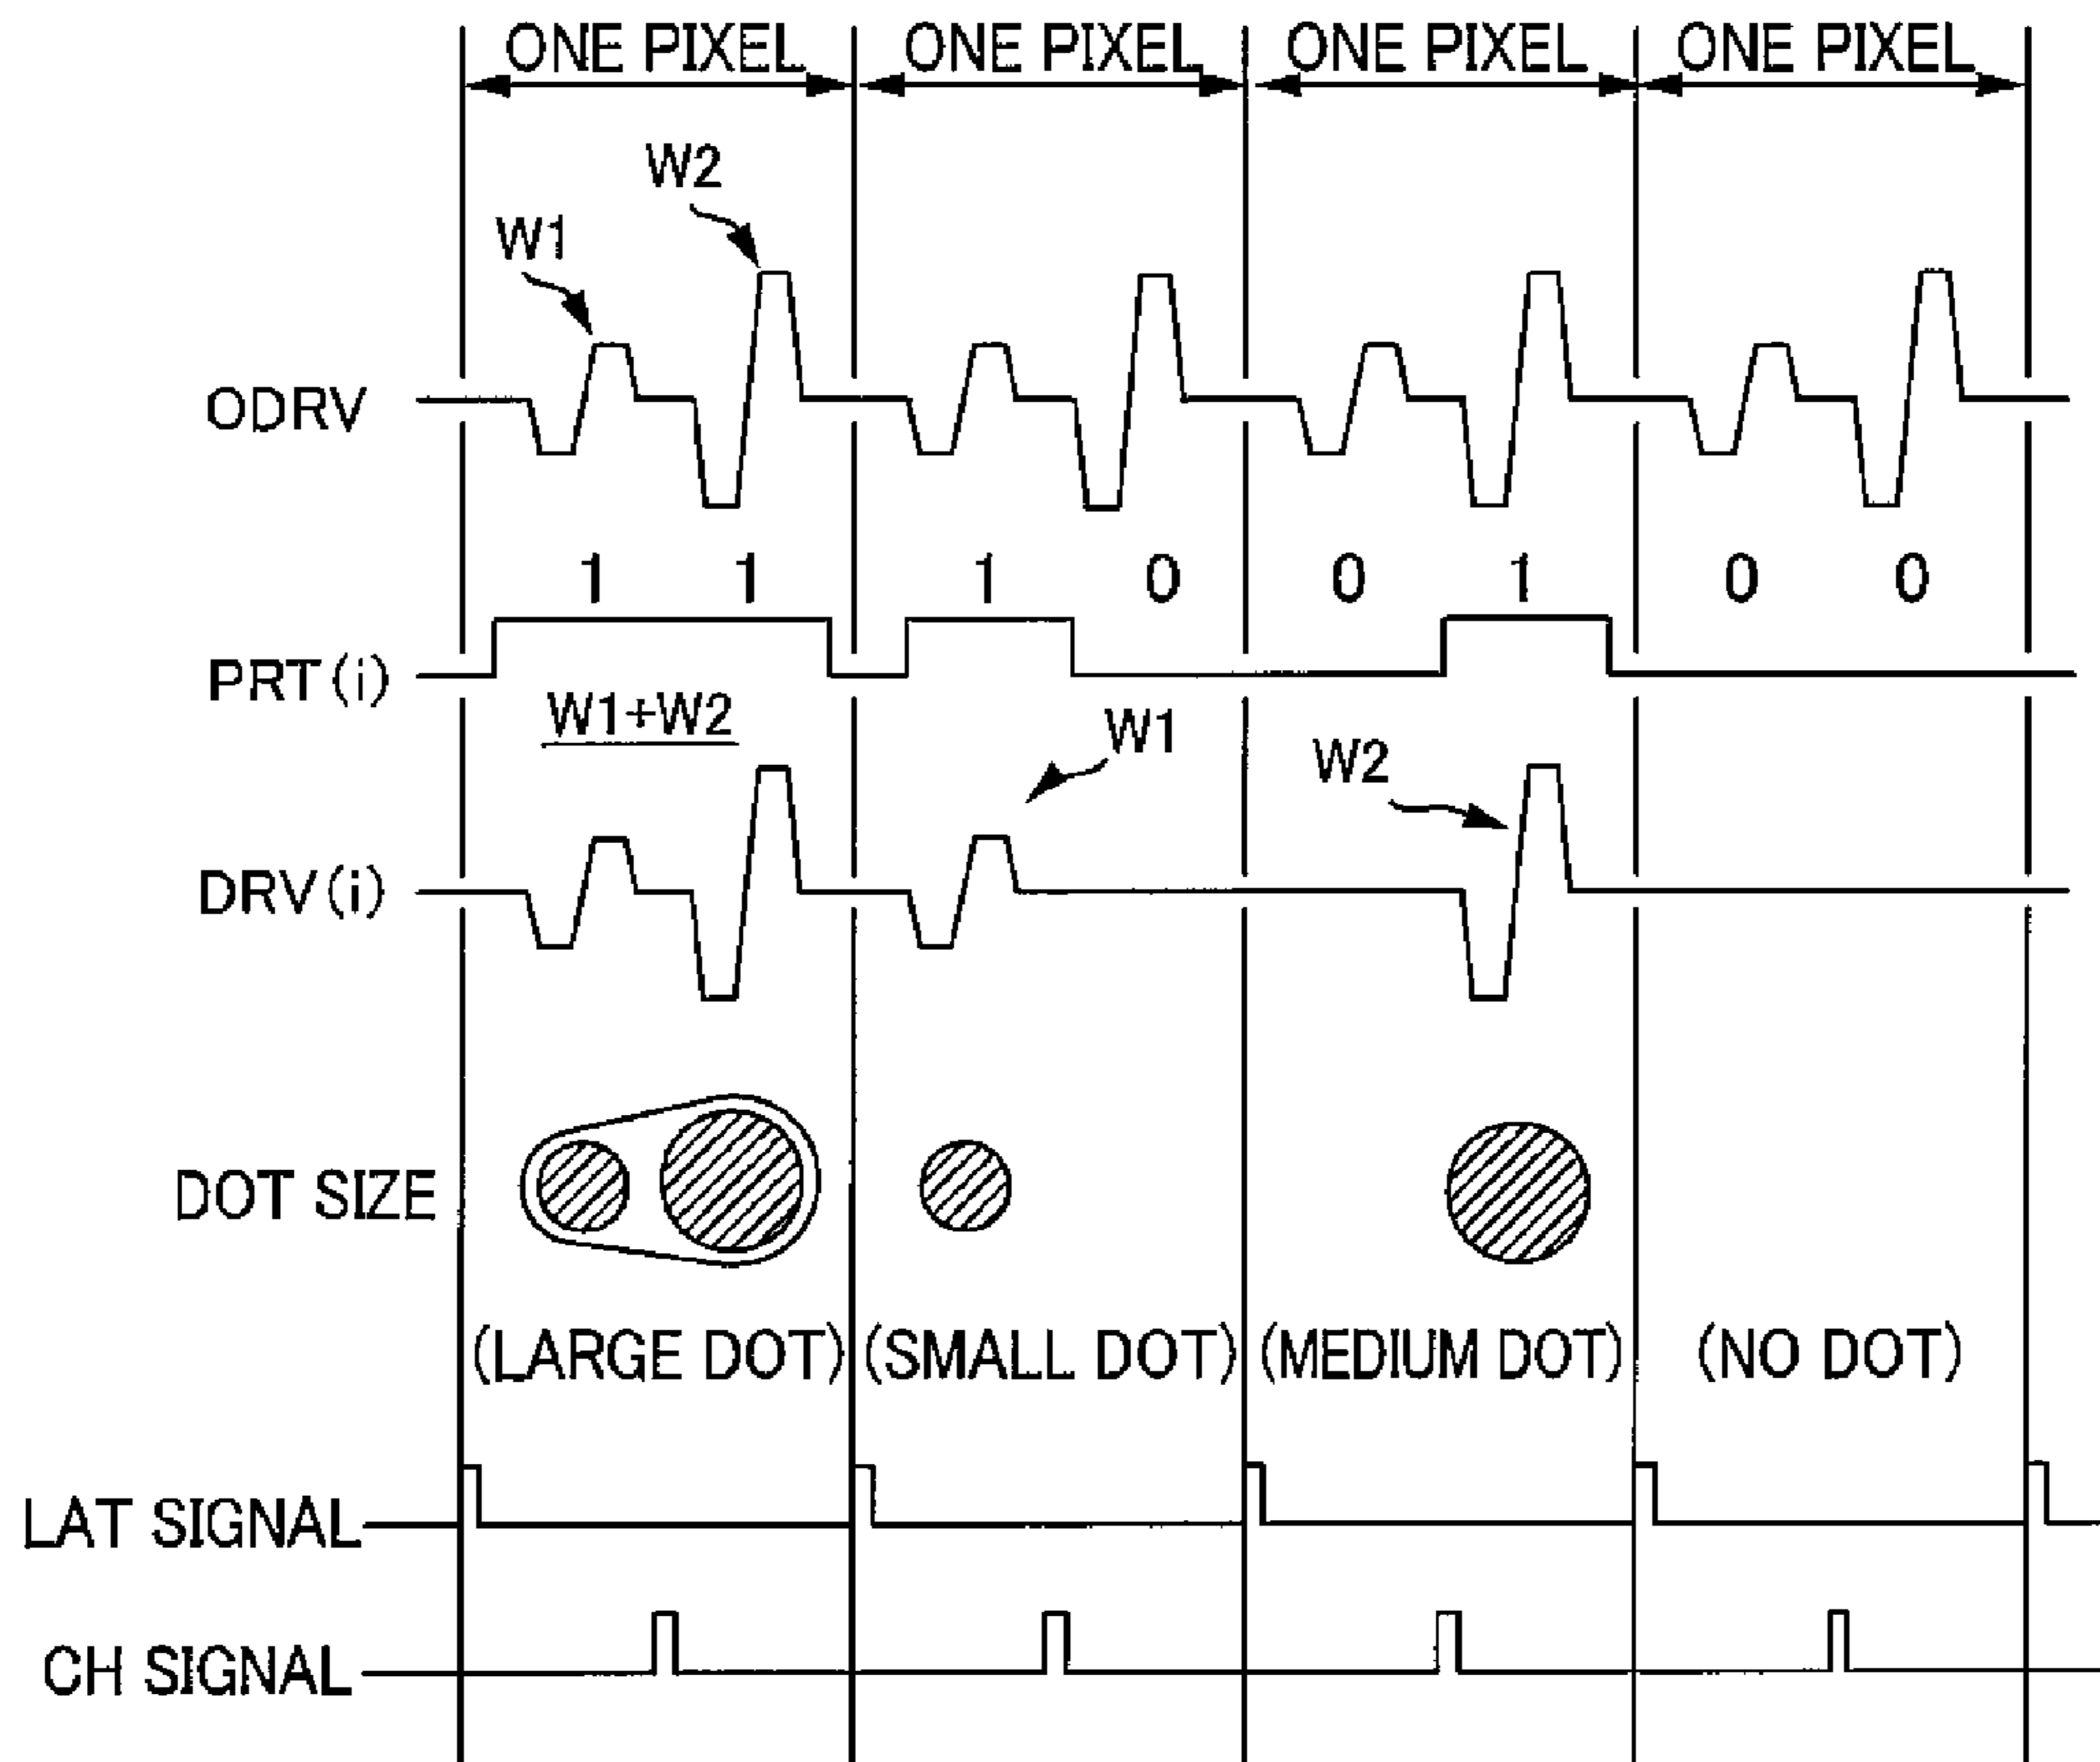 ONE PIXEL ONE PIXEL ONE PIXEL ONE PIXEL
W2
W1
ODRV
1 1 1 0 0 1 0 0
PRT(i)
W1+W2 W1 W2
DRV(i)
DOT SIZE
(LARGE DOT) (SMALL DOT) (MEDIUM DOT) (NO DOT)
LAT SIGNAL
CH SIGNAL